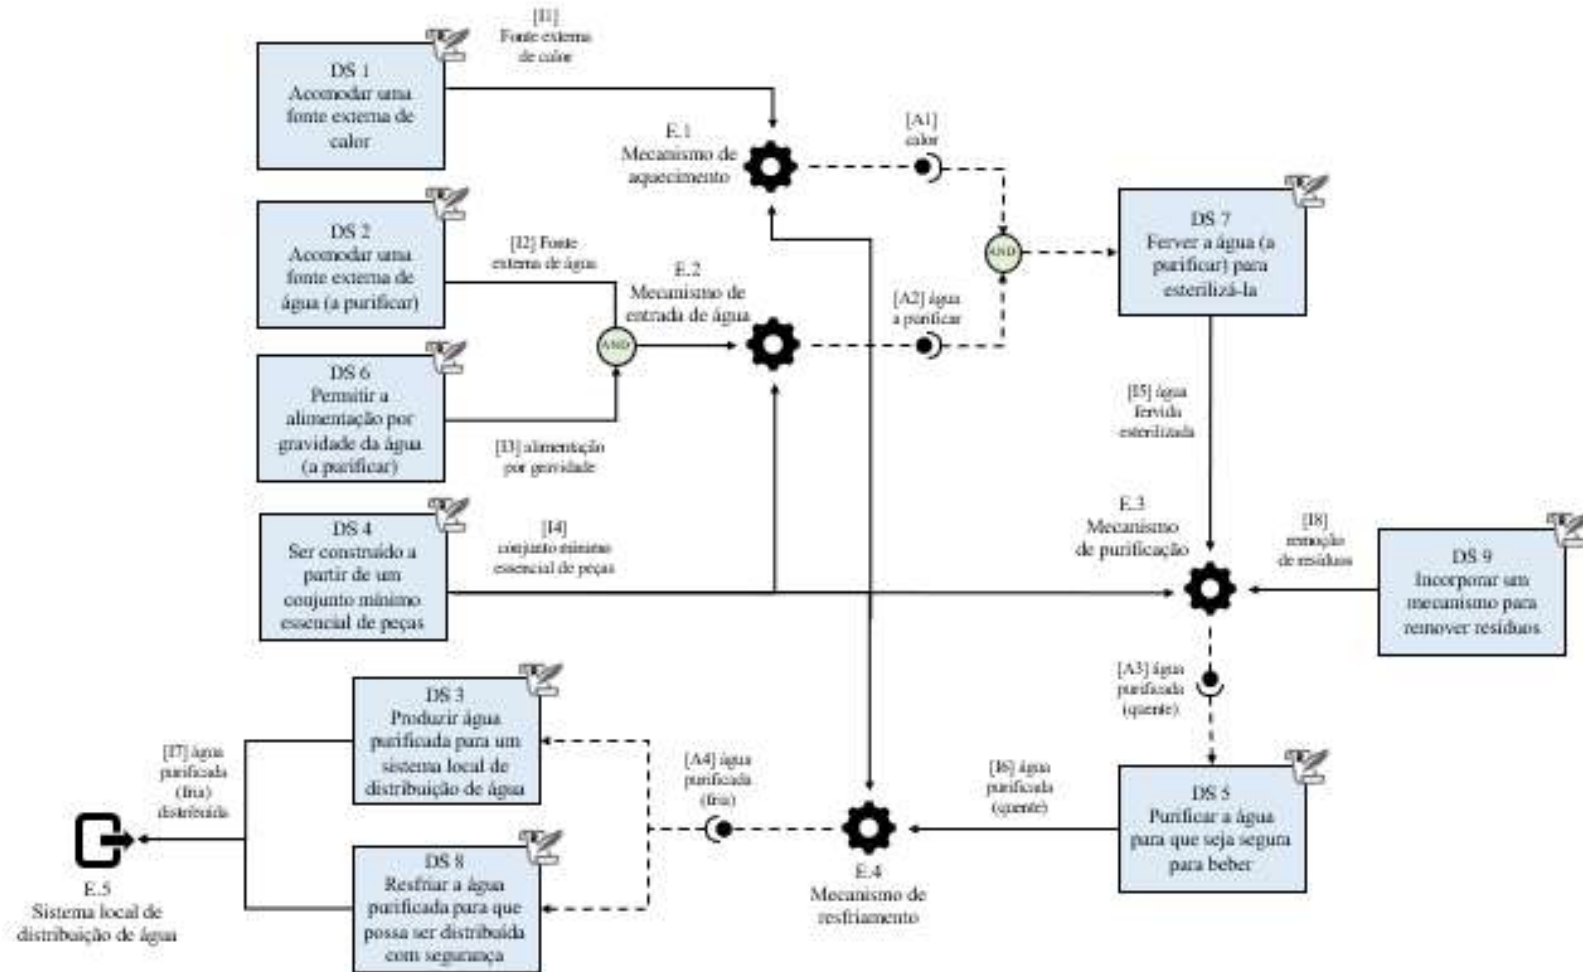 [I1]
Fonte externa
de calor
DS 1
Acomodar uma
fonte externa de
calor
E.1
Mecanismo de
aquecimento
[A1]
calor
DS 2
Acomodar uma
fonte externa de
água (a purificar)
[I2] Fonte
externa de água
E.2
Mecanismo de
entrada de água
AND
[A2] água
a purificar
AND
DS 7
Ferver a água (a
purificar) para
esterilizá-la
DS 6
Permitir a
alimentação por
gravidade da água
(a purificar)
[I3] alimentação
por gravidade
[I5] água
fervida
esterilizada
DS 4
Ser construído a
partir de um
conjunto mínimo
essencial de peças
[I4]
conjunto mínimo
essencial de peças
E.3
Mecanismo
de purificação
[I8]
remoção
de resíduos
DS 9
Incorporar um
mecanismo para
remover resíduos
[A3] água
purificada
(quente)
DS 3
Produzir água
purificada para um
sistema local de
distribuição de água
[I7] água
purificada
(fria)
distribuída
[A4] água
purificada
(fria)
[I6] água
purificada
(quente)
DS 5
Purificar a água
para que seja segura
para beber
E.4
Mecanismo de
resfriamento
DS 8
Resfriar a água
purificada para que
possa ser distribuída
com segurança
E.5
Sistema local de
distribuição de água